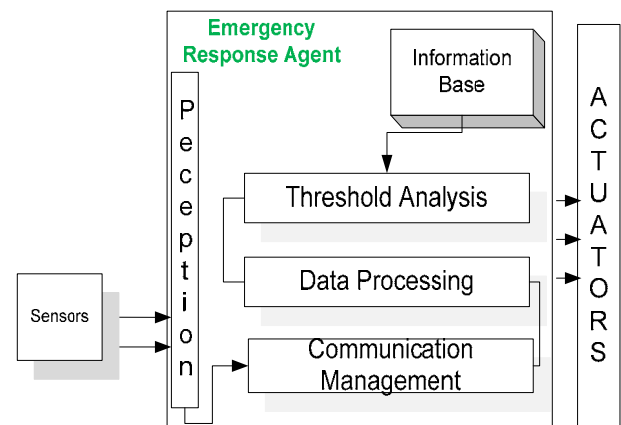 Emergency
Response Agent
Information
Base
Peception
Threshold Analysis
Data Processing
Communication
Management
Sensors
ACTUATORS